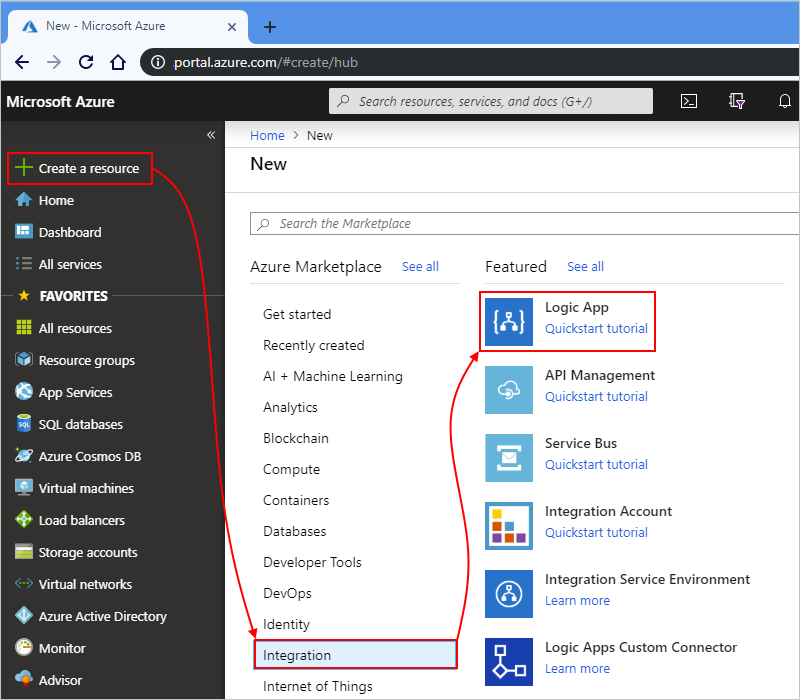 New - Microsoft Azure
portal.azure.com/#create/hub
Microsoft Azure
Search resources, services, and docs (G+/)
Create a resource
Home
Dashboard
All services
FAVORITES
All resources
Resource groups
App Services
SQL databases
Azure Cosmos DB
Virtual machines
Load balancers
Storage accounts
Virtual networks
Azure Active Directory
Monitor
Advisor
Home > New
New
Search the Marketplace
Azure Marketplace See all
Get started
Recently created
AI + Machine Learning
Analytics
Blockchain
Compute
Containers
Databases
Developer Tools
DevOps
Identity
Integration
Internet of Things
Featured See all
Logic App
Quickstart tutorial
API Management
Quickstart tutorial
Service Bus
Quickstart tutorial
Integration Account
Quickstart tutorial
Integration Service Environment
Learn more
Logic Apps Custom Connector
Learn more